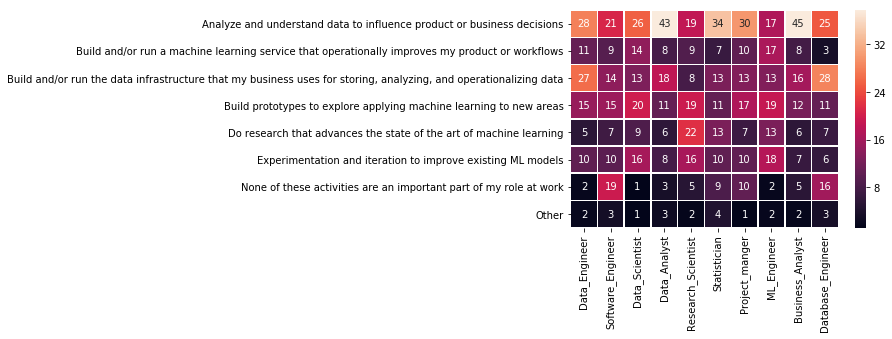 Analyze and understand data to influence product or business decisions 28 21 26 43 19 34 30 17 45 25
Build and/or run a machine learning service that operationally improves my product or workflows 11 9 14 8 9 7 10 17 8 3
Build and/or run the data infrastructure that my business uses for storing, analyzing, and operationalizing data 27 14 13 18 8 13 13 13 16 28
Build prototypes to explore applying machine learning to new areas 15 15 20 11 19 11 17 19 12 11
Do research that advances the state of the art of machine learning 5 7 9 6 22 13 7 13 6 7
Experimentation and iteration to improve existing ML models 10 10 16 8 16 10 10 18 7 6
None of these activities are an important part of my role at work 2 19 1 3 5 9 10 2 5 16
Other 2 3 1 3 2 4 1 2 2 3
Data_Engineer
Software_Engineer
Data_Scientist
Data_Analyst
Research_Scientist
Statistician
Project_manger
ML_Engineer
Business_Analyst
Database_Engineer
32
24
16
8